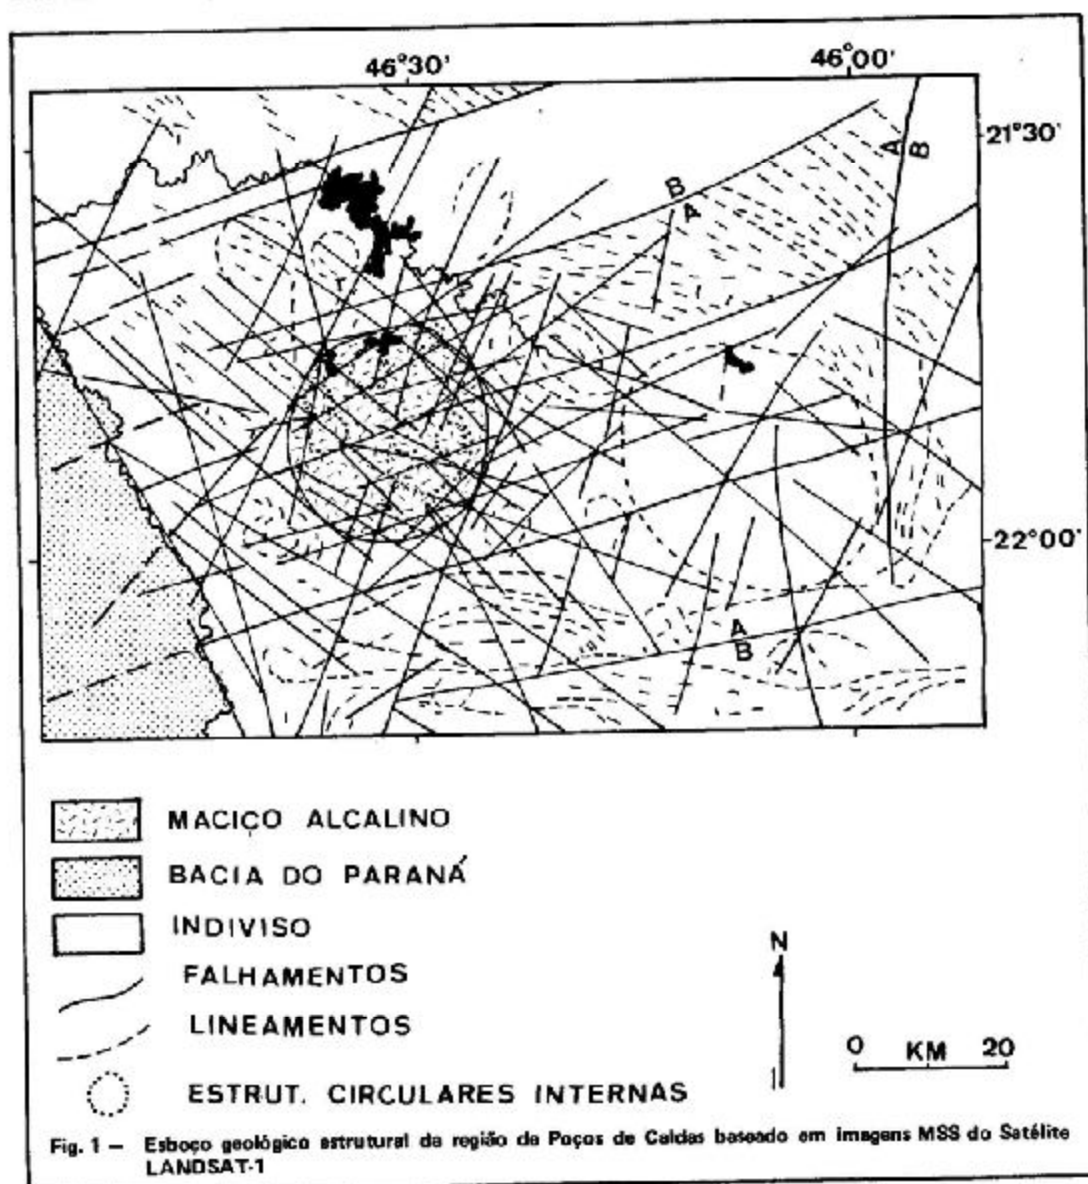 46°30'
46°00'
21°30'
A
B
B
A
22°00'
A
B
MACIÇO ALCALINO
BACIA DO PARANÁ
INDIVISO
FALHAMENTOS
LINEAMENTOS
ESTRUT. CIRCULARES INTERNAS
N
0 KM 20
Fig. 1 — Esboço geológico estrutural da região de Poços de Caldas baseado em imagens MSS do Satélite
LANDSAT-1